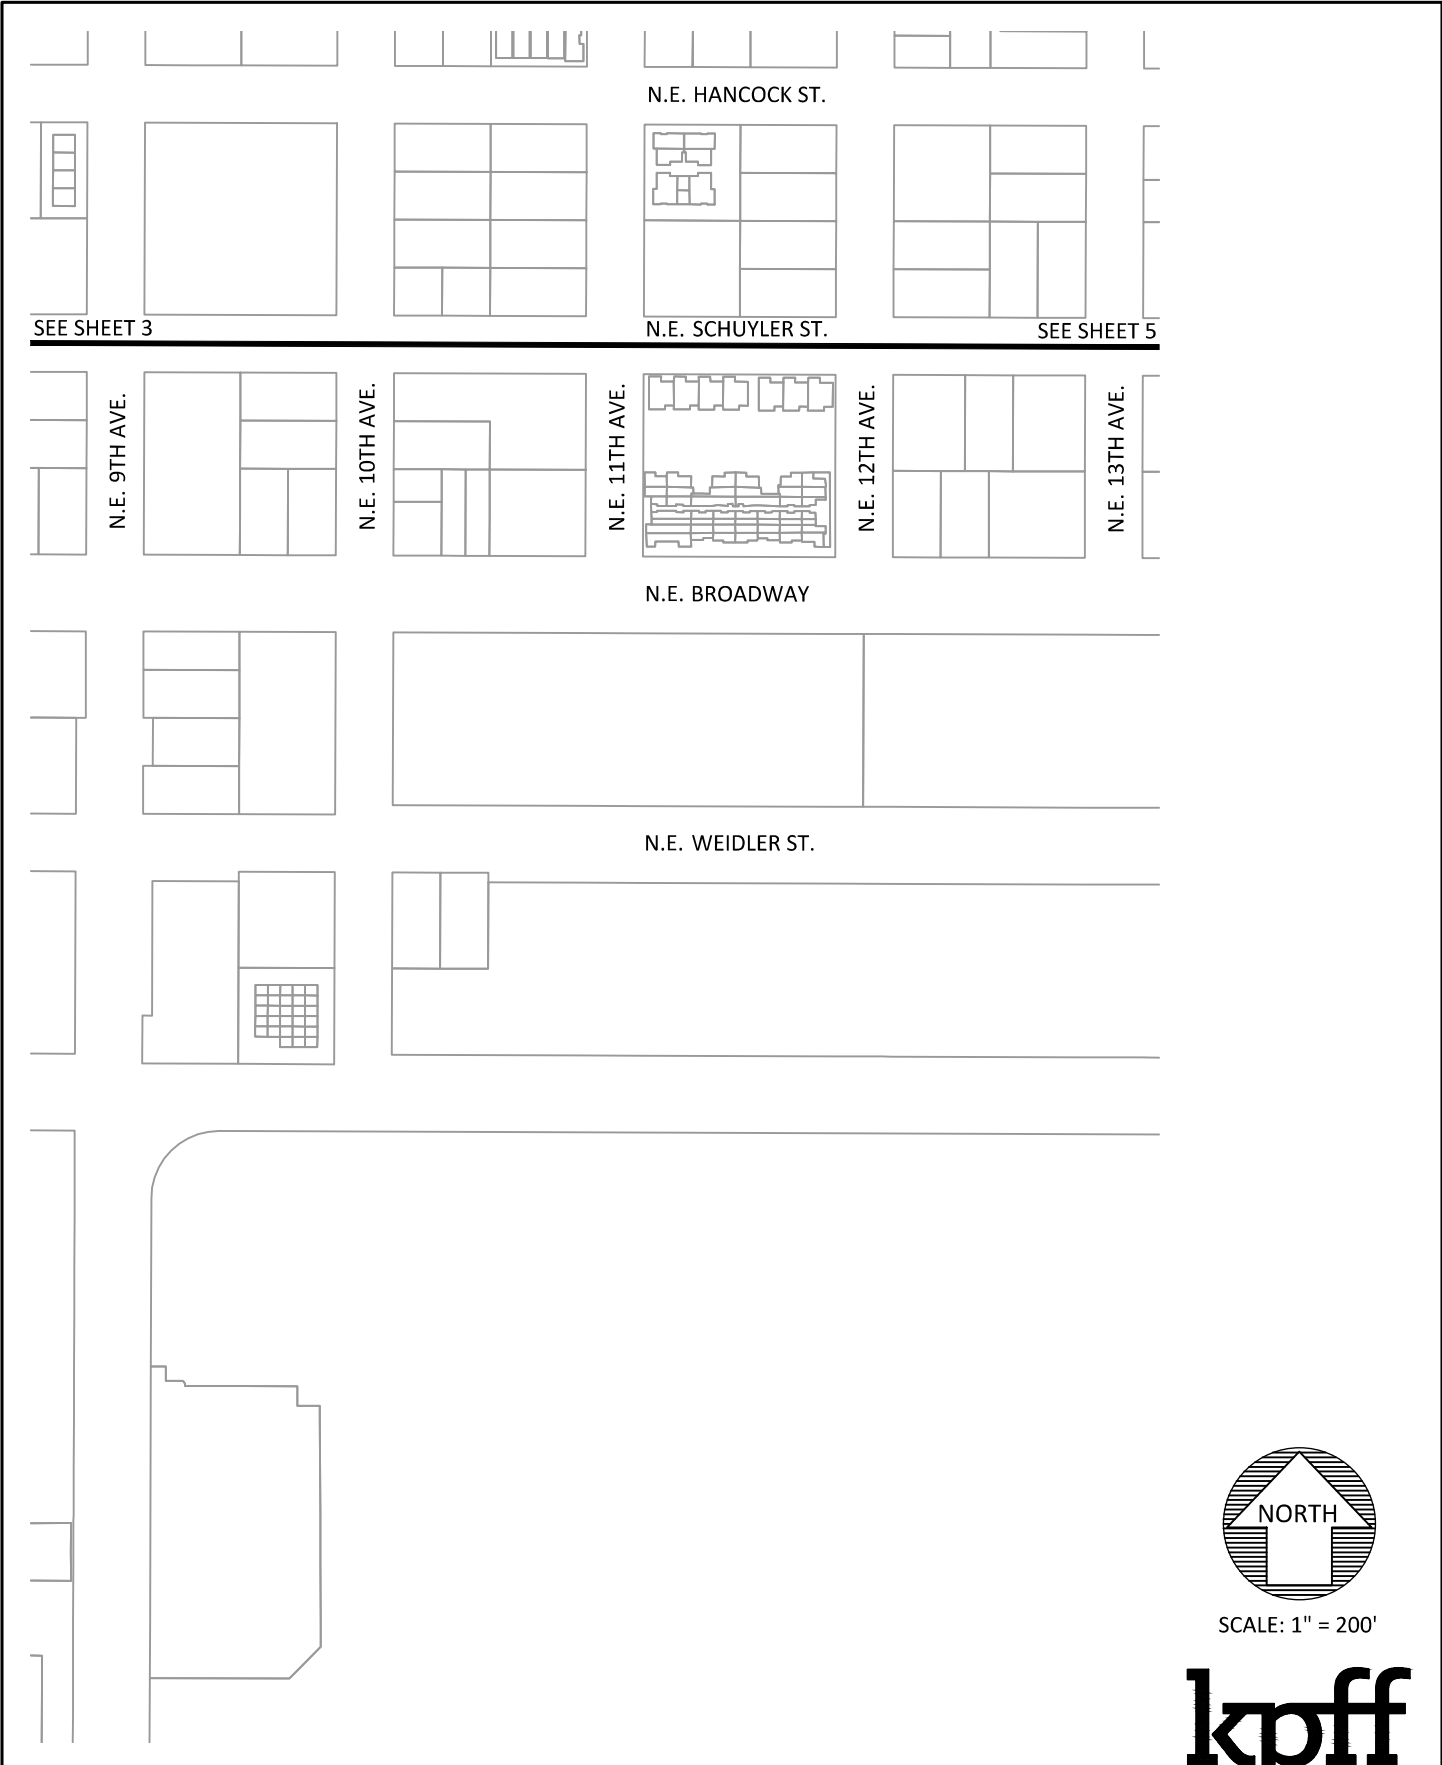 N.E. HANCOCK ST.
SEE SHEET 3
N.E. SCHUYLER ST.
SEE SHEET 5
N.E. 9TH AVE.
N.E. 10TH AVE.
N.E. 11TH AVE.
N.E. 12TH AVE.
N.E. 13TH AVE.
N.E. BROADWAY
N.E. WEIDLER ST.
NORTH
SCALE: 1" = 200'
kpff